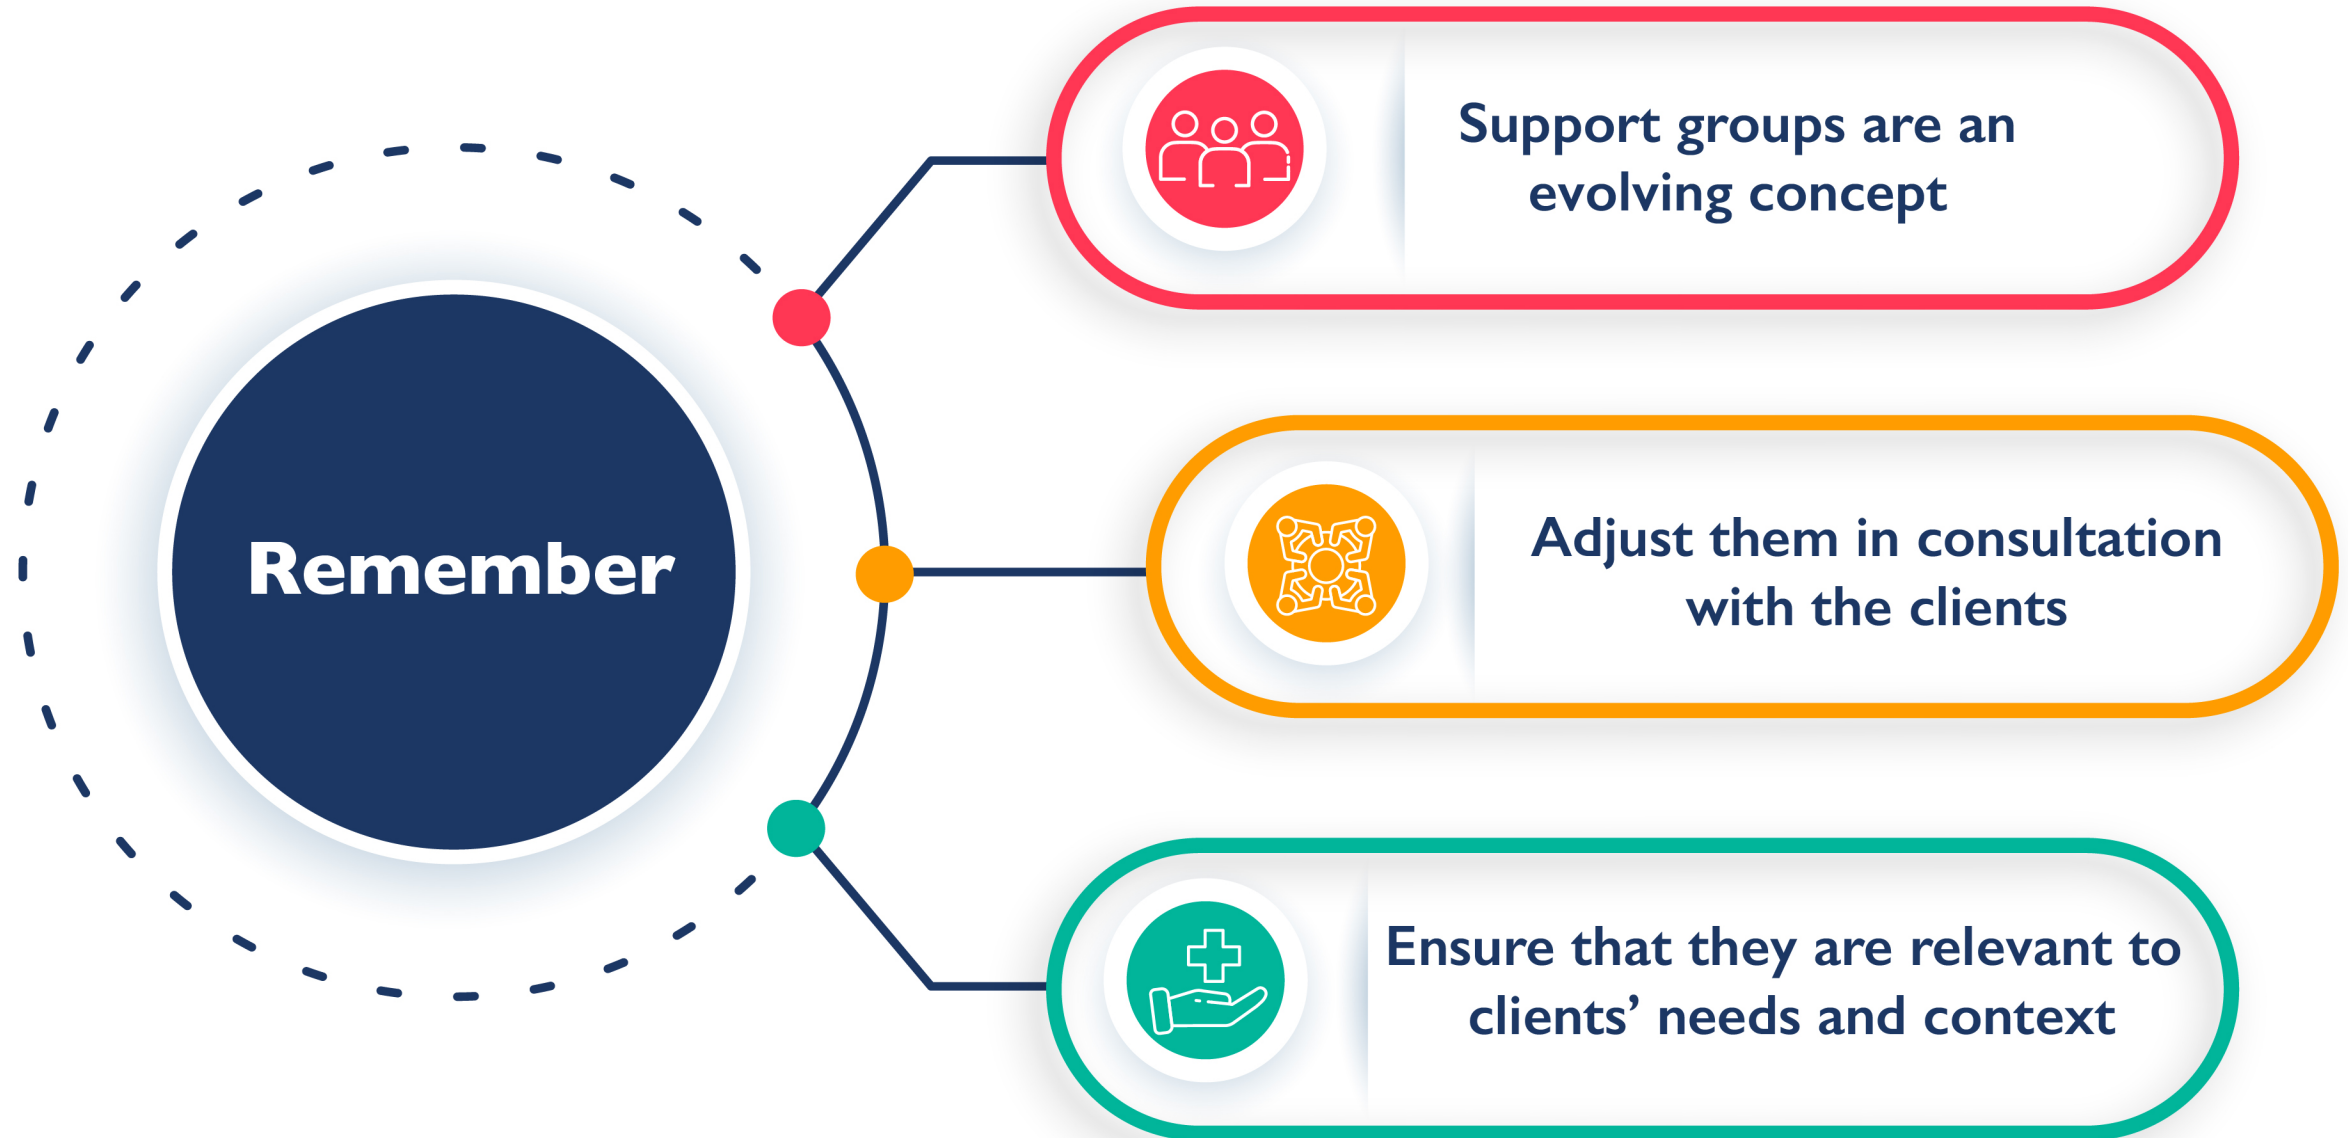 Remember
Support groups are an
evolving concept
Adjust them in consultation
with the clients
Ensure that they are relevant to
clients’ needs and context